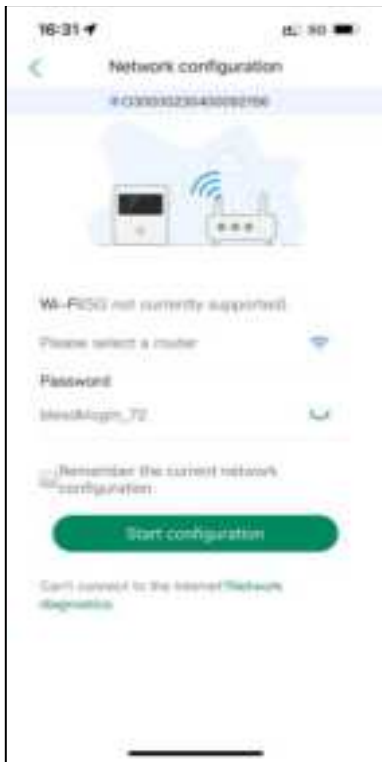 16:31
Network configuration
Wi-Fi(5G not currently supported)
Please select a router
Password
Remember the current network
configuration
Start configuration
Can't connect to the internet?Network
diagnostics